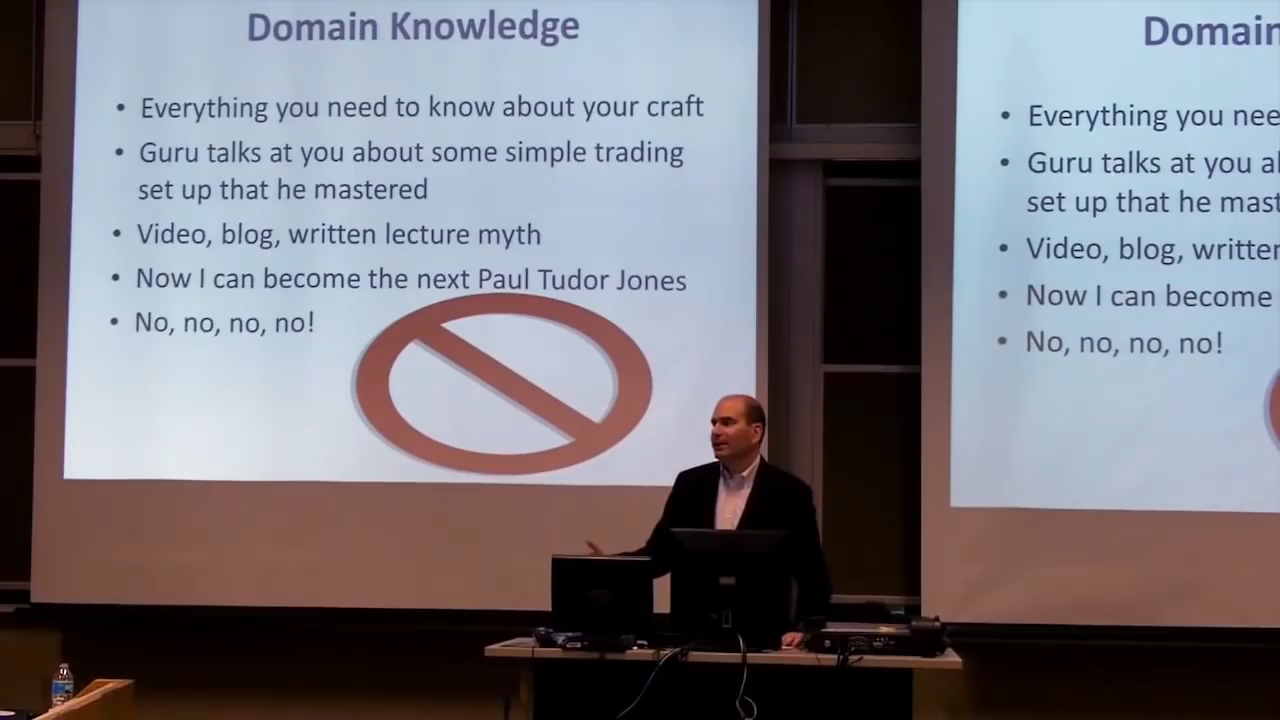 Domain Knowledge
• Everything you need to know about your craft
• Guru talks at you about some simple trading
set up that he mastered
• Video, blog, written lecture myth
• Now I can become the next Paul Tudor Jones
• No, no, no, no!
Domain
• Everything you nee
• Guru talks at you a
set up that he mast
• Video, blog, written
• Now I can become
• No, no, no, no!